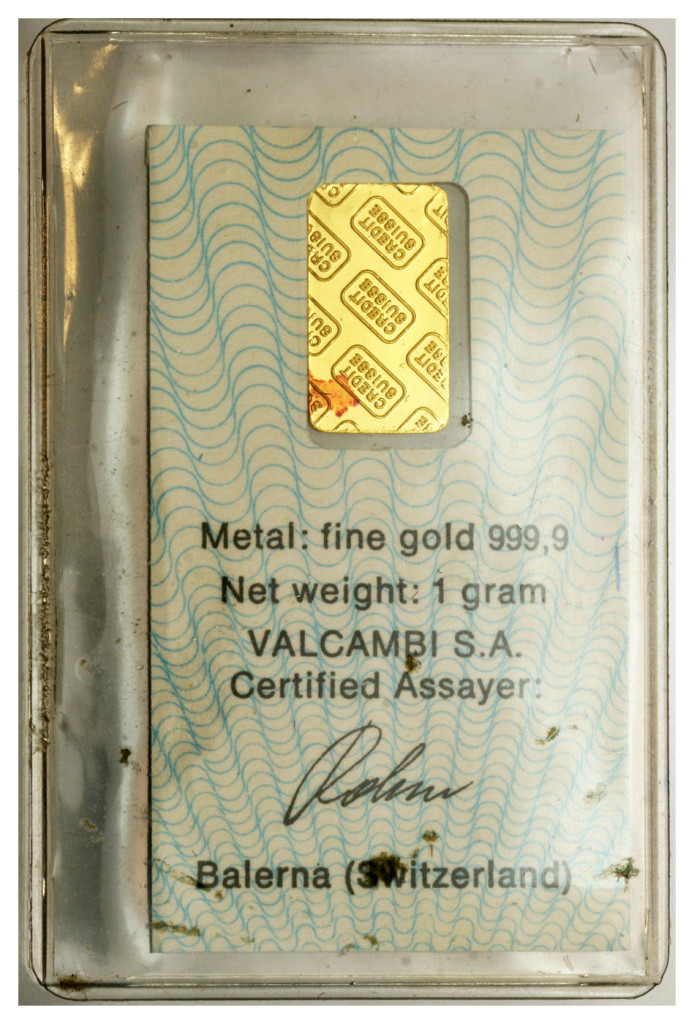 CREDIT
SUISSE
CREDIT
SUISSE
CREDIT
SUISSE
Metal: fine gold 999,9
Net weight: 1 gram
VALCAMBI S.A.
Certified Assayer:
Balerna (Switzerland)